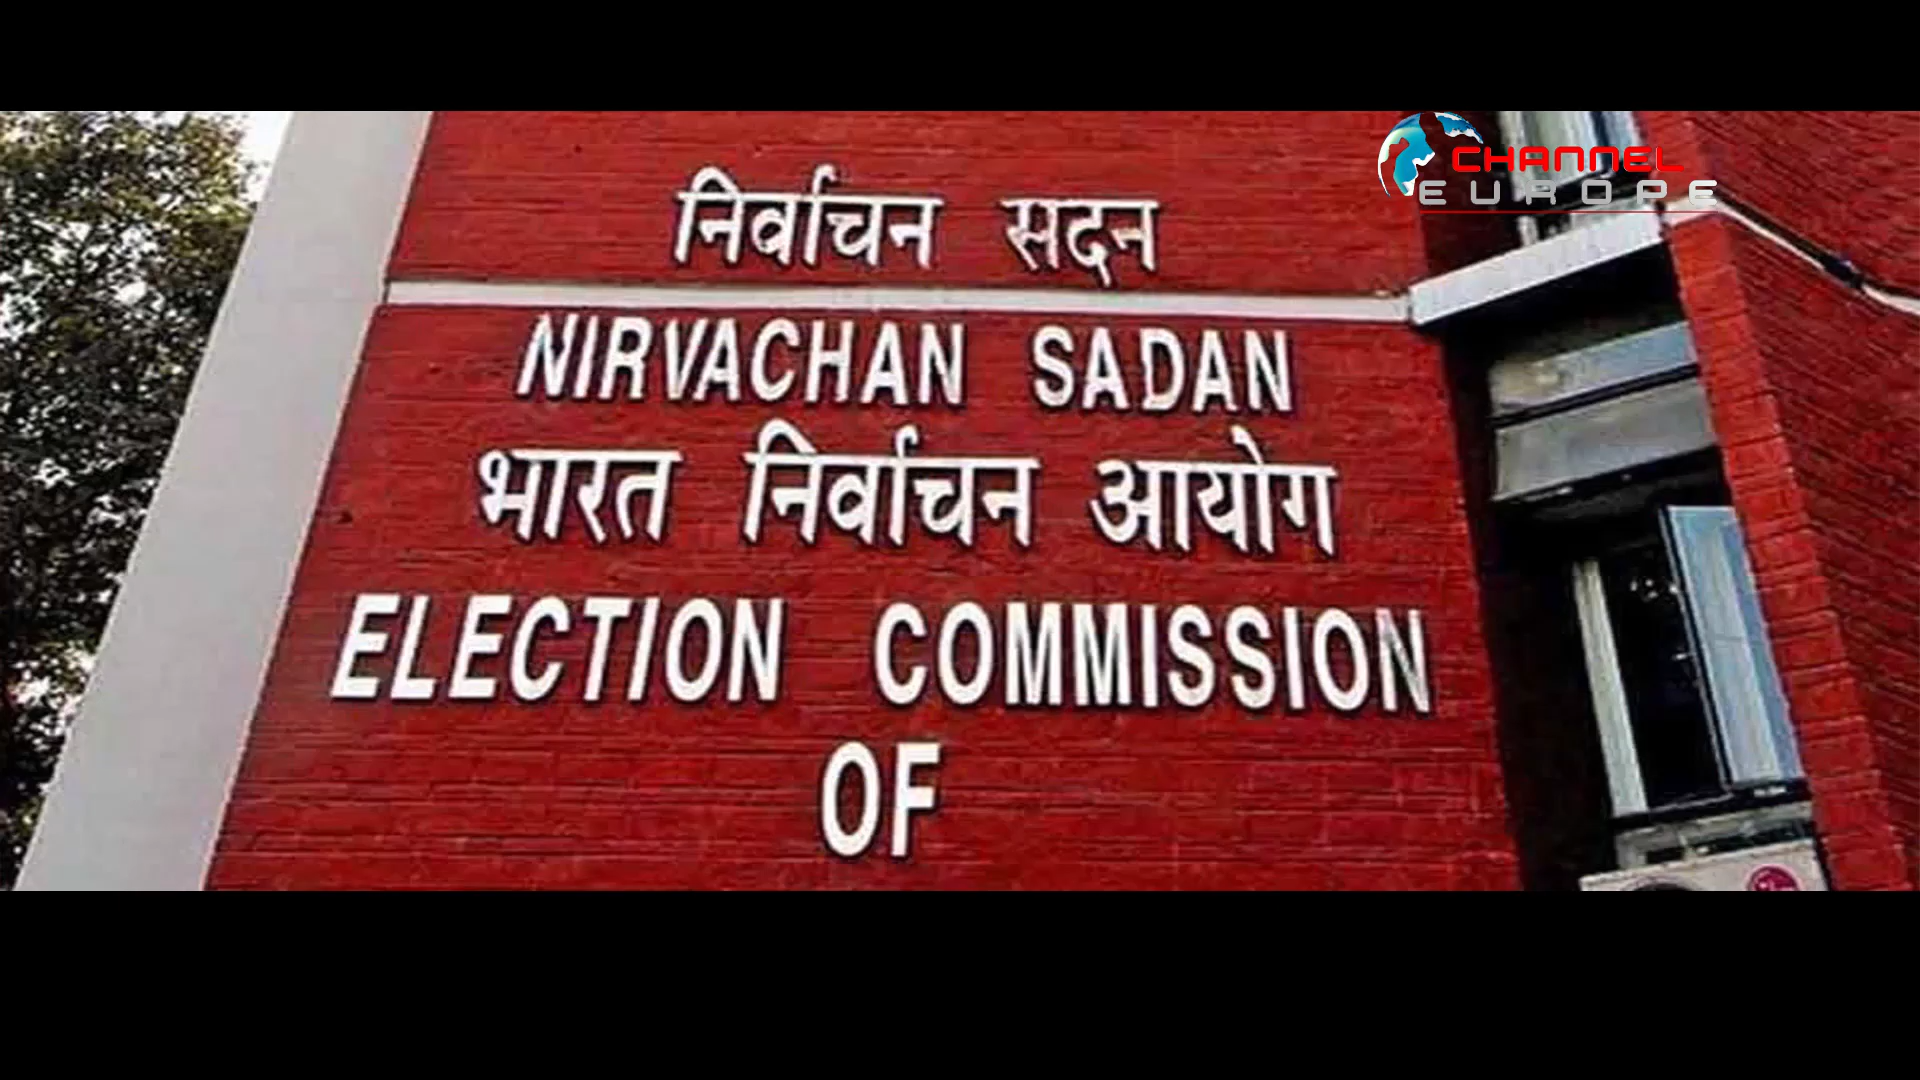 CHANNEL
EUROPE
निर्वाचन सदन
NIRVACHAN SADAN
भारत निर्वाचन आयोग
ELECTION COMMISSION
OF